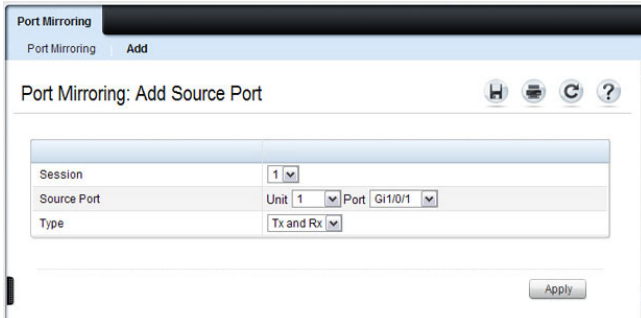 Port Mirroring
Port Mirroring Add
Port Mirroring: Add Source Port
?
Session 1
Source Port Unit 1 Port Gi1/0/1
Type Tx and Rx
Apply